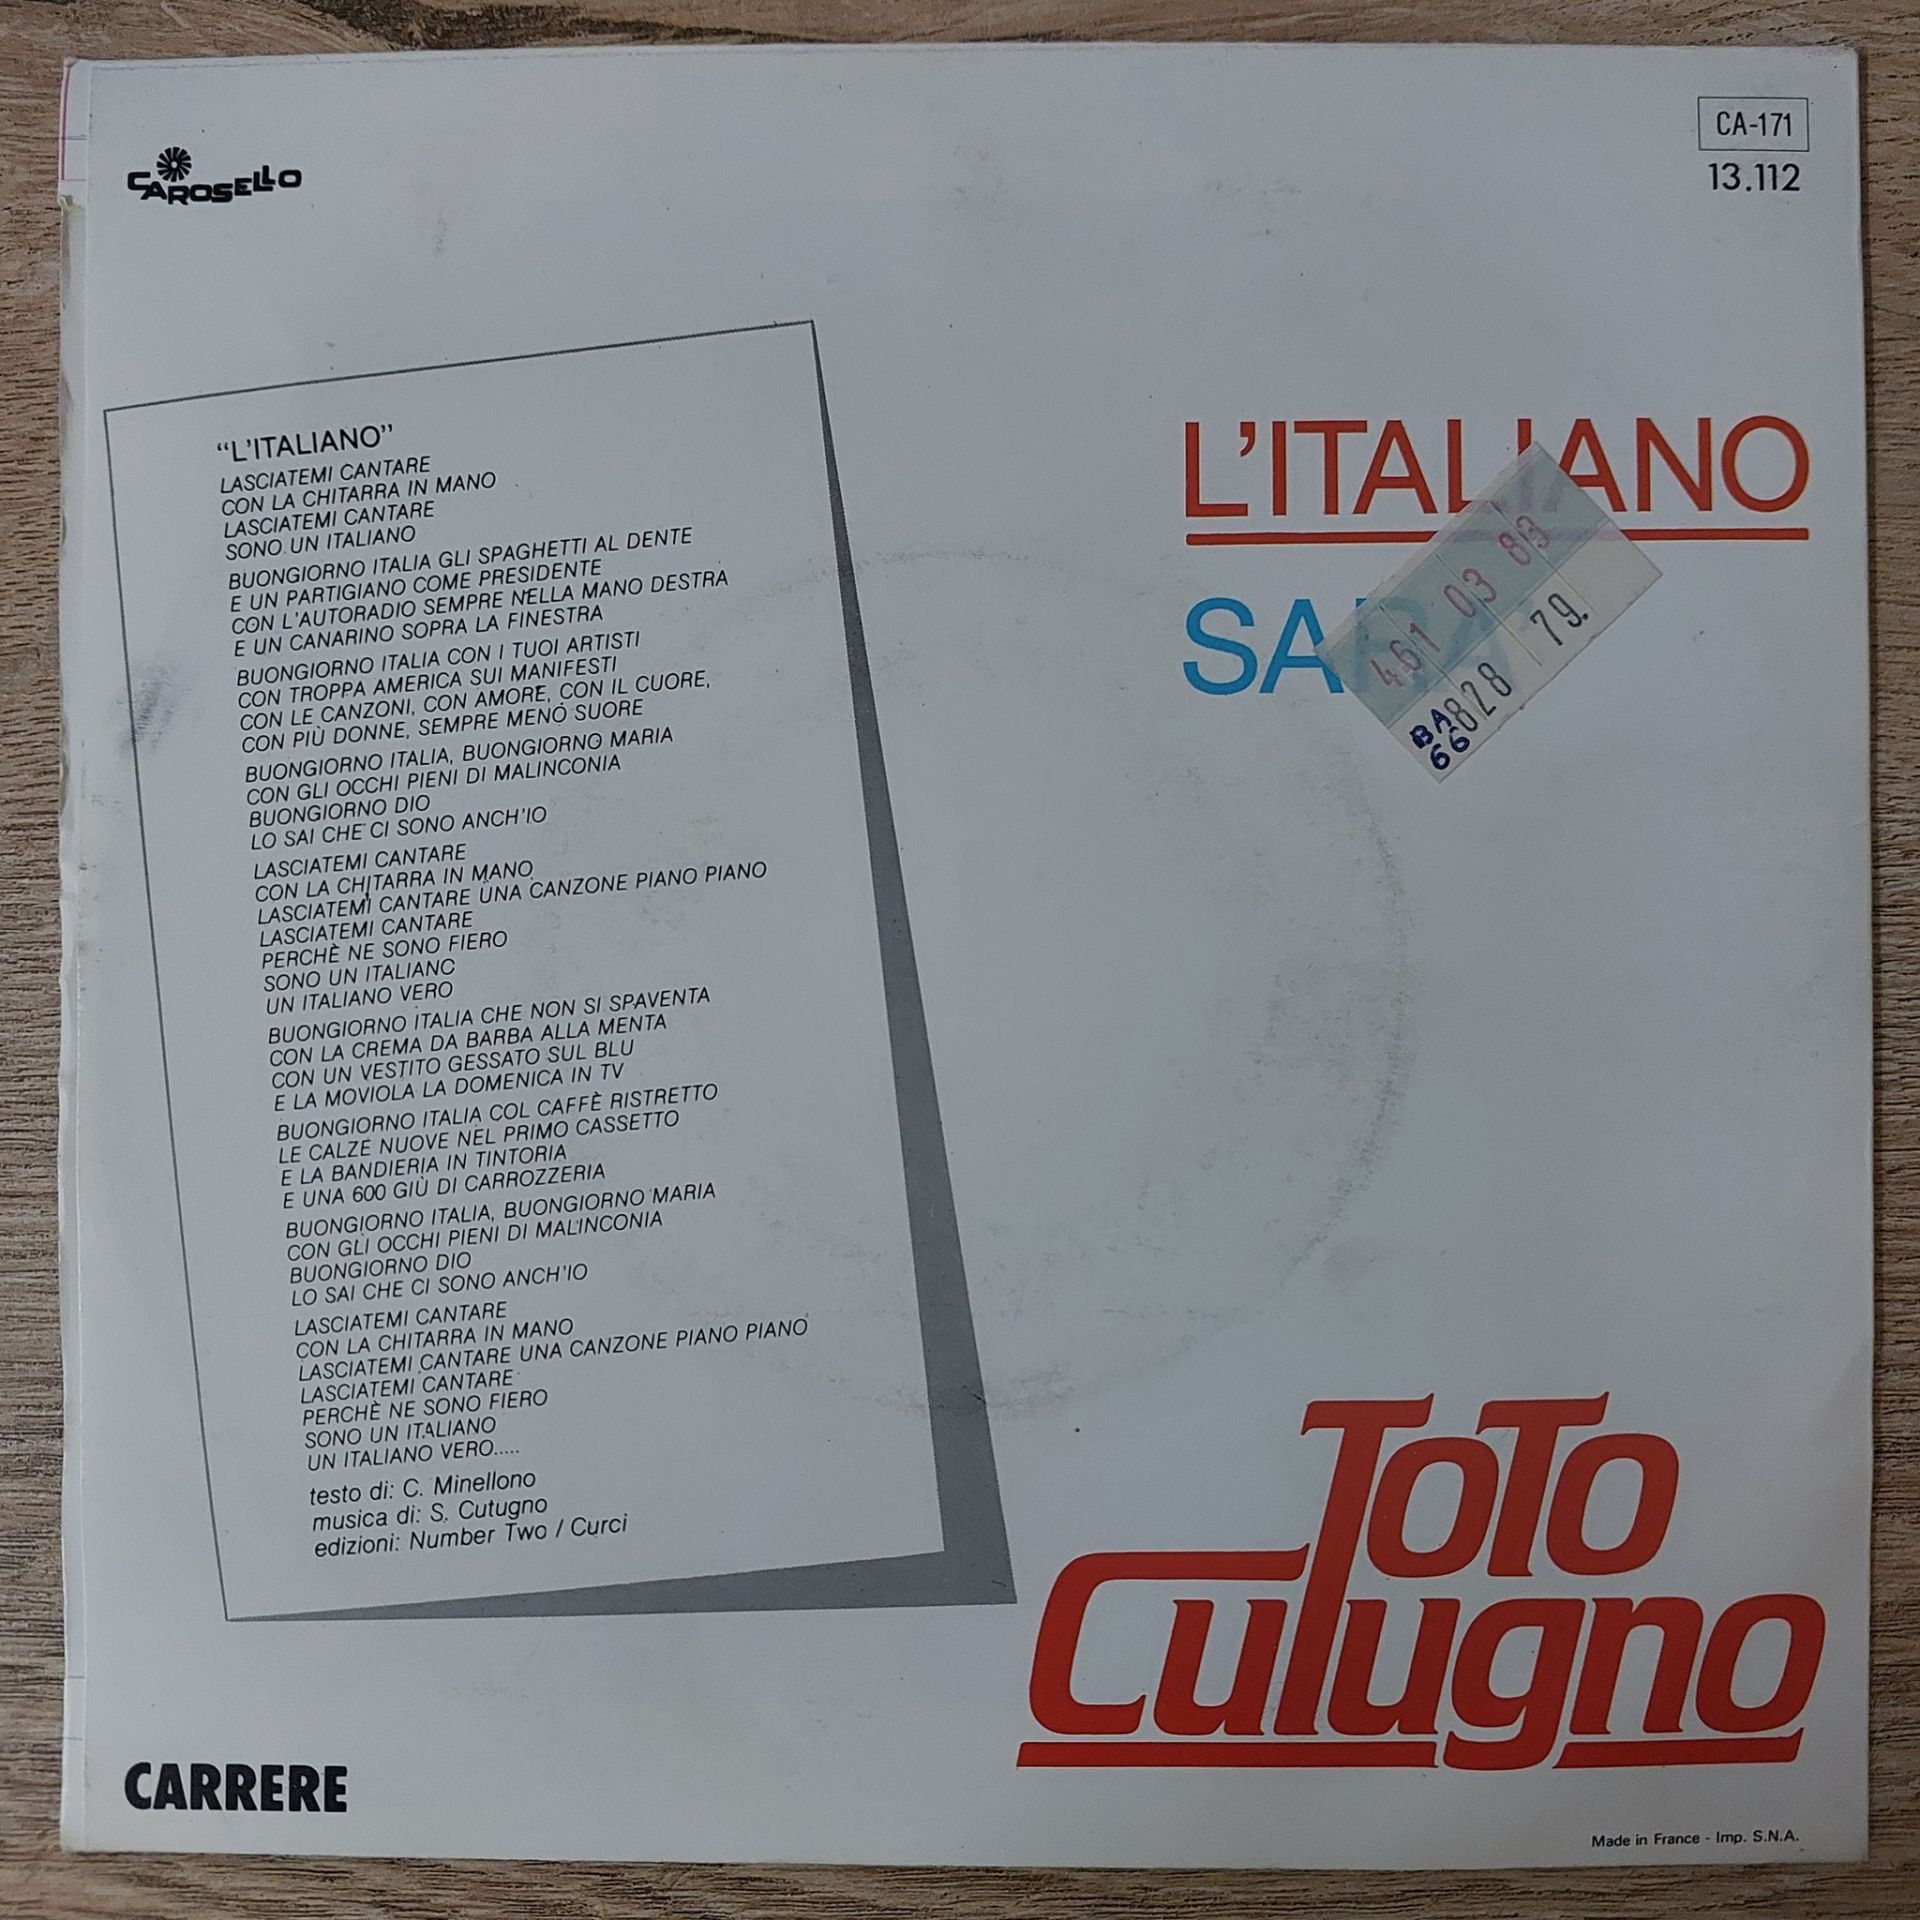 CAROSELLO
CA-171
13.112
"L'ITALIANO"
LASCIATEMI CANTARE
CON LA CHITARRA IN MANO
LASCIATEMI CANTARE
SONO UN ITALIANO
BUONGIORNO ITALIA GLI SPAGHETTI AL DENTE
E UN PARTIGIANO COME PRESIDENTE
CON L'AUTORADIO SEMPRE NELLA MANO DESTRA
E UN CANARINO SOPRA LA FINESTRA
BUONGIORNO ITALIA CON I TUOI ARTISTI
CON TROPPA AMERICA SUI MANIFESTI
CON LE CANZONI, CON AMORE, CON IL CUORE,
CON PIÙ DONNE, SEMPRE MENO SUORE
BUONGIORNO ITALIA, BUONGIORNO MARIA
CON GLI OCCHI PIENI DI MALINCONIA
BUONGIORNO DIO
LO SAI CHE CI SONO ANCH'IO
LASCIATEMI CANTARE
CON LA CHITARRA IN MANO
LASCIATEMI CANTARE UNA CANZONE PIANO PIANO
LASCIATEMI CANTARE
PERCHÈ NE SONO FIERO
SONO UN ITALIANO
UN ITALIANO VERO
BUONGIORNO ITALIA CHE NON SI SPAVENTA
CON LA CREMA DA BARBA ALLA MENTA
CON UN VESTITO GESSATO SUL BLU
E LA MOVIOLA LA DOMENICA IN TV
BUONGIORNO ITALIA COL CAFFÈ RISTRETTO
LE CALZE NUOVE NEL PRIMO CASSETTO
E LA BANDIERIA IN TINTORIA
E UNA 600 GIÙ DI CARROZZERIA
BUONGIORNO ITALIA, BUONGIORNO MARIA
CON GLI OCCHI PIENI DI MALINCONIA
BUONGIORNO DIO
LO SAI CHE CI SONO ANCH'IO
LASCIATEMI CANTARE
CON LA CHITARRA IN MANO
LASCIATEMI CANTARE UNA CANZONE PIANO PIANO
LASCIATEMI CANTARE
PERCHÈ NE SONO FIERO
SONO UN ITALIANO
UN ITALIANO VERO.....
testo di: C. Minellono
musica di: S. Cutugno
edizioni: Number Two / Curci
L'ITALIANO
SARÀ
461 03 83
828 79.
BA
66
TOTO
CUTUGNO
CARRERE
Made in France - Imp. S.N.A.